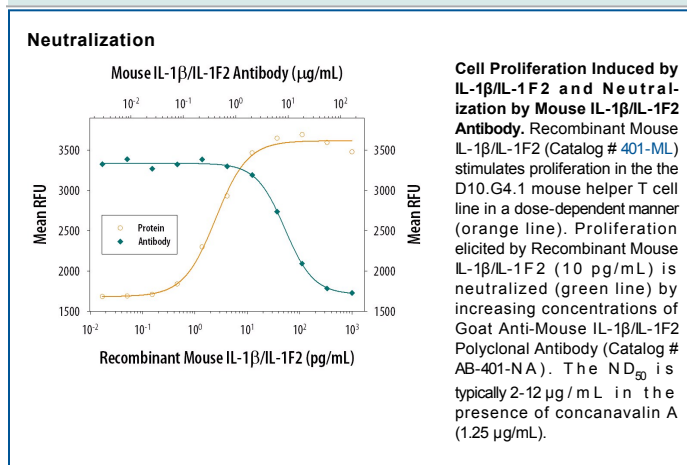 Neutralization
Mouse IL-1β/IL-1F2 Antibody (µg/mL)
10-2 10-1 100 101 102
Mean RFU
3500
3000
2500
2000
1500
Protein
Antibody
3500
3000
2500
2000
1500
Mean RFU
10-2 10-1 100 101 102 103
Recombinant Mouse IL-1β/IL-1F2 (pg/mL)
Cell Proliferation Induced by
IL-1β/IL-1F2 and Neutral-
ization by Mouse IL-1β/IL-1F2
Antibody. Recombinant Mouse
IL-1β/IL-1F2 (Catalog # 401-ML)
stimulates proliferation in the the
D10.G4.1 mouse helper T cell
line in a dose-dependent manner
(orange line). Proliferation
elicited by Recombinant Mouse
IL-1β/IL-1F2 (10 pg/mL) is
neutralized (green line) by
increasing concentrations of
Goat Anti-Mouse IL-1β/IL-1F2
Polyclonal Antibody (Catalog #
AB-401-NA). The ND50 is
typically 2-12 µg/mL in the
presence of concanavalin A
(1.25 µg/mL).